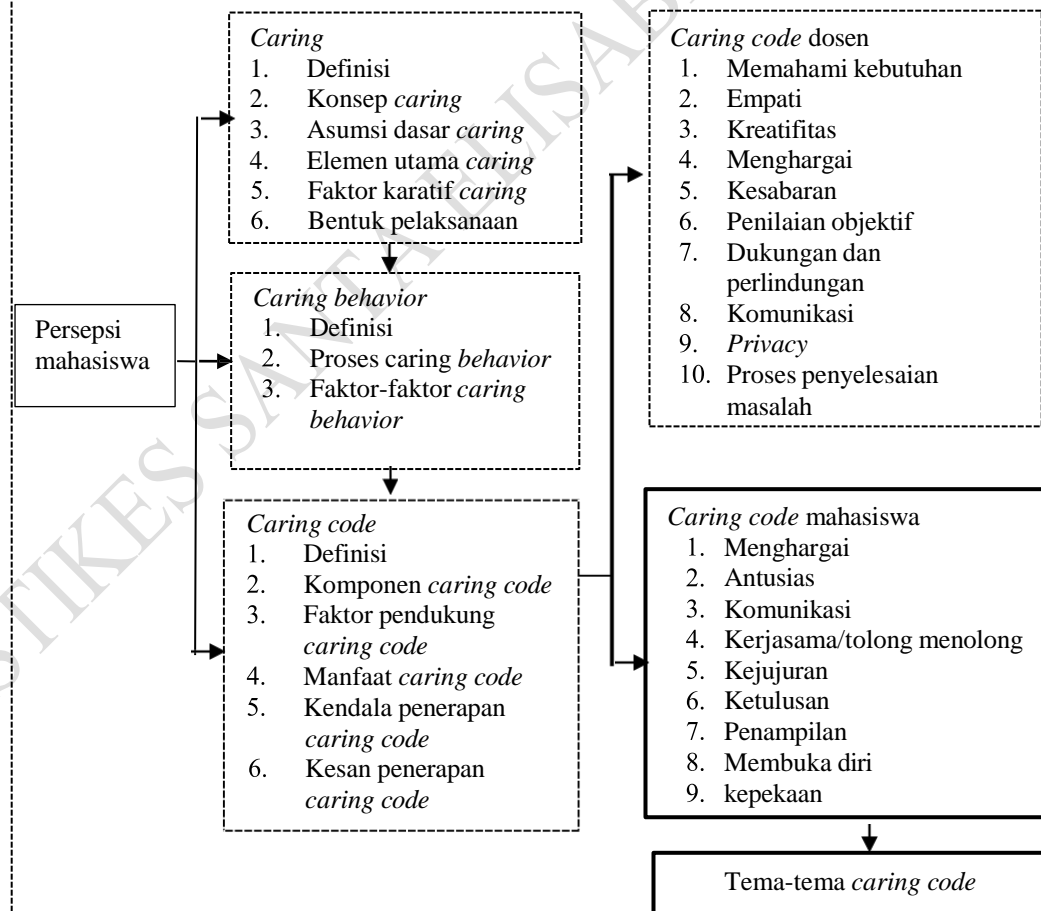 Persepsi
mahasiswa
Caring
1. Definisi
2. Konsep caring
3. Asumsi dasar caring
4. Elemen utama caring
5. Faktor karatif caring
6. Bentuk pelaksanaan
Caring behavior
1. Definisi
2. Proses caring behavior
3. Faktor-faktor caring
behavior
Caring code
1. Definisi
2. Komponen caring code
3. Faktor pendukung
caring code
4. Manfaat caring code
5. Kendala penerapan
caring code
6. Kesan penerapan
caring code
Caring code dosen
1. Memahami kebutuhan
2. Empati
3. Kreatifitas
4. Menghargai
5. Kesabaran
6. Penilaian objektif
7. Dukungan dan
perlindungan
8. Komunikasi
9. Privacy
10. Proses penyelesaian
masalah
Caring code mahasiswa
1. Menghargai
2. Antusias
3. Komunikasi
4. Kerjasama/tolong menolong
5. Kejujuran
6. Ketulusan
7. Penampilan
8. Membuka diri
9. kepekaan
Tema-tema caring code
STIKES SANTA ELISAB